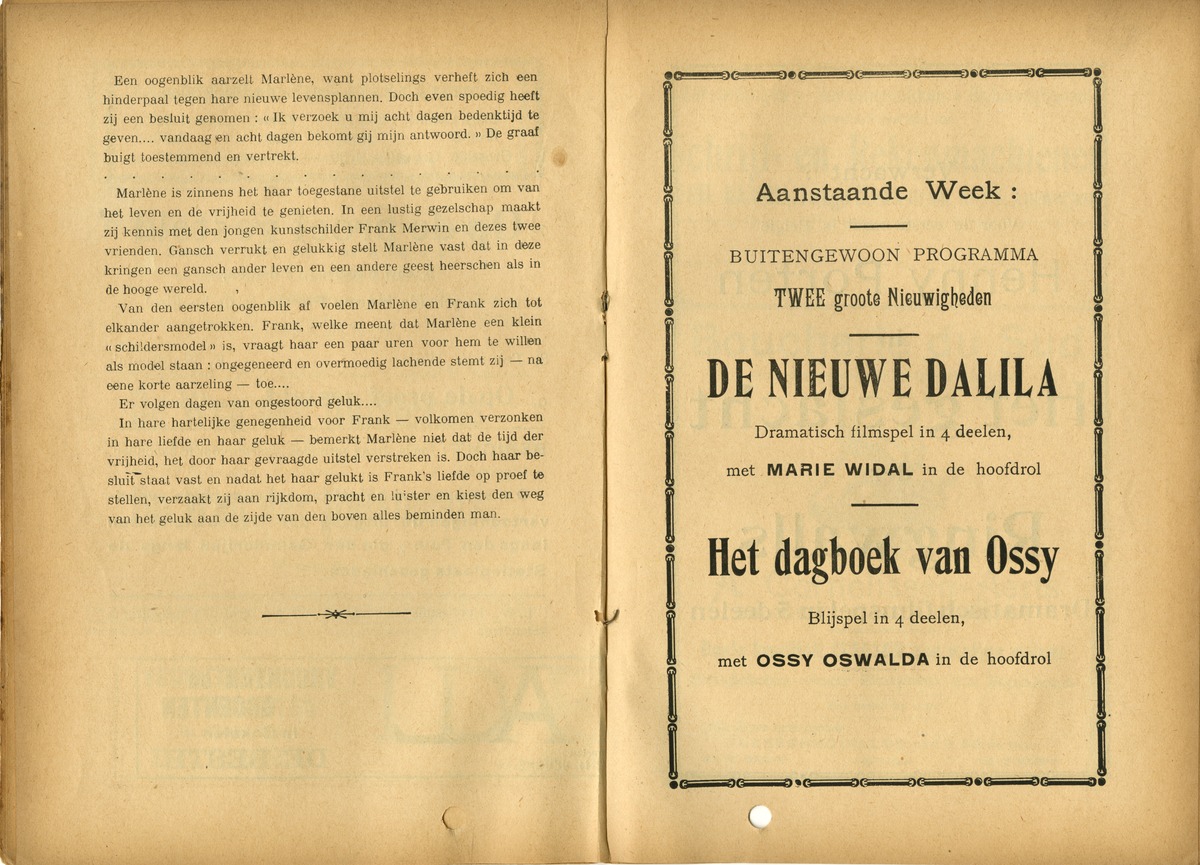 Een oogenblik aarzelt Marlène, want plotselings verheft zich een
hinderpaal tegen hare nieuwe levensplannen. Doch even spoedig heeft
zij een besluit genomen : « Ik verzoek u mij acht dagen bedenktijd te
geven.... vandaag en acht dagen bekomt gij mijn antwoord. » De graaf
buigt toestemmend en vertrekt.
. . . . . . . . . . . . . . . .
Marlène is zinnens het haar toegestane uitstel te gebruiken om van
het leven en de vrijheid te genieten. In een lustig gezelschap maakt
zij kennis met den jongen kunstschilder Frank Merwin en dezes twee
vrienden. Gansch verrukt en gelukkig stelt Marlène vast dat in deze
kringen een gansch ander leven en een andere geest heerschen als in
de hooge wereld.
Van den eersten oogenblik af voelen Marlène en Frank zich tot
elkander aangetrokken. Frank, welke meent dat Marlène een klein
« schildersmodel » is, vraagt haar een paar uren voor hem te willen
als model staan : ongegeneerd en overmoedig lachende stemt zij — na
eene korte aarzeling — toe....
Er volgen dagen van ongestoord geluk....
In hare hartelijke genegenheid voor Frank — volkomen verzonken
in hare liefde en haar geluk — bemerkt Marlène niet dat de tijd der
vrijheid, het door haar gevraagde uitstel verstreken is. Doch haar be-
sluit staat vast en nadat het haar gelukt is Frank's liefde op proef te
stellen, verzaakt zij aan rijkdom, pracht en luister en kiest den weg
van het geluk aan de zijde van den boven alles beminden man.
Aanstaande Week :
BUITENGEWOON PROGRAMMA
TWEE groote Nieuwigheden
DE NIEUWE DALILA
Dramatisch filmspel in 4 deelen,
met MARIE WIDAL in de hoofdrol
Het dagboek van Ossy
Blijspel in 4 deelen,
met OSSY OSWALDA in de hoofdrol